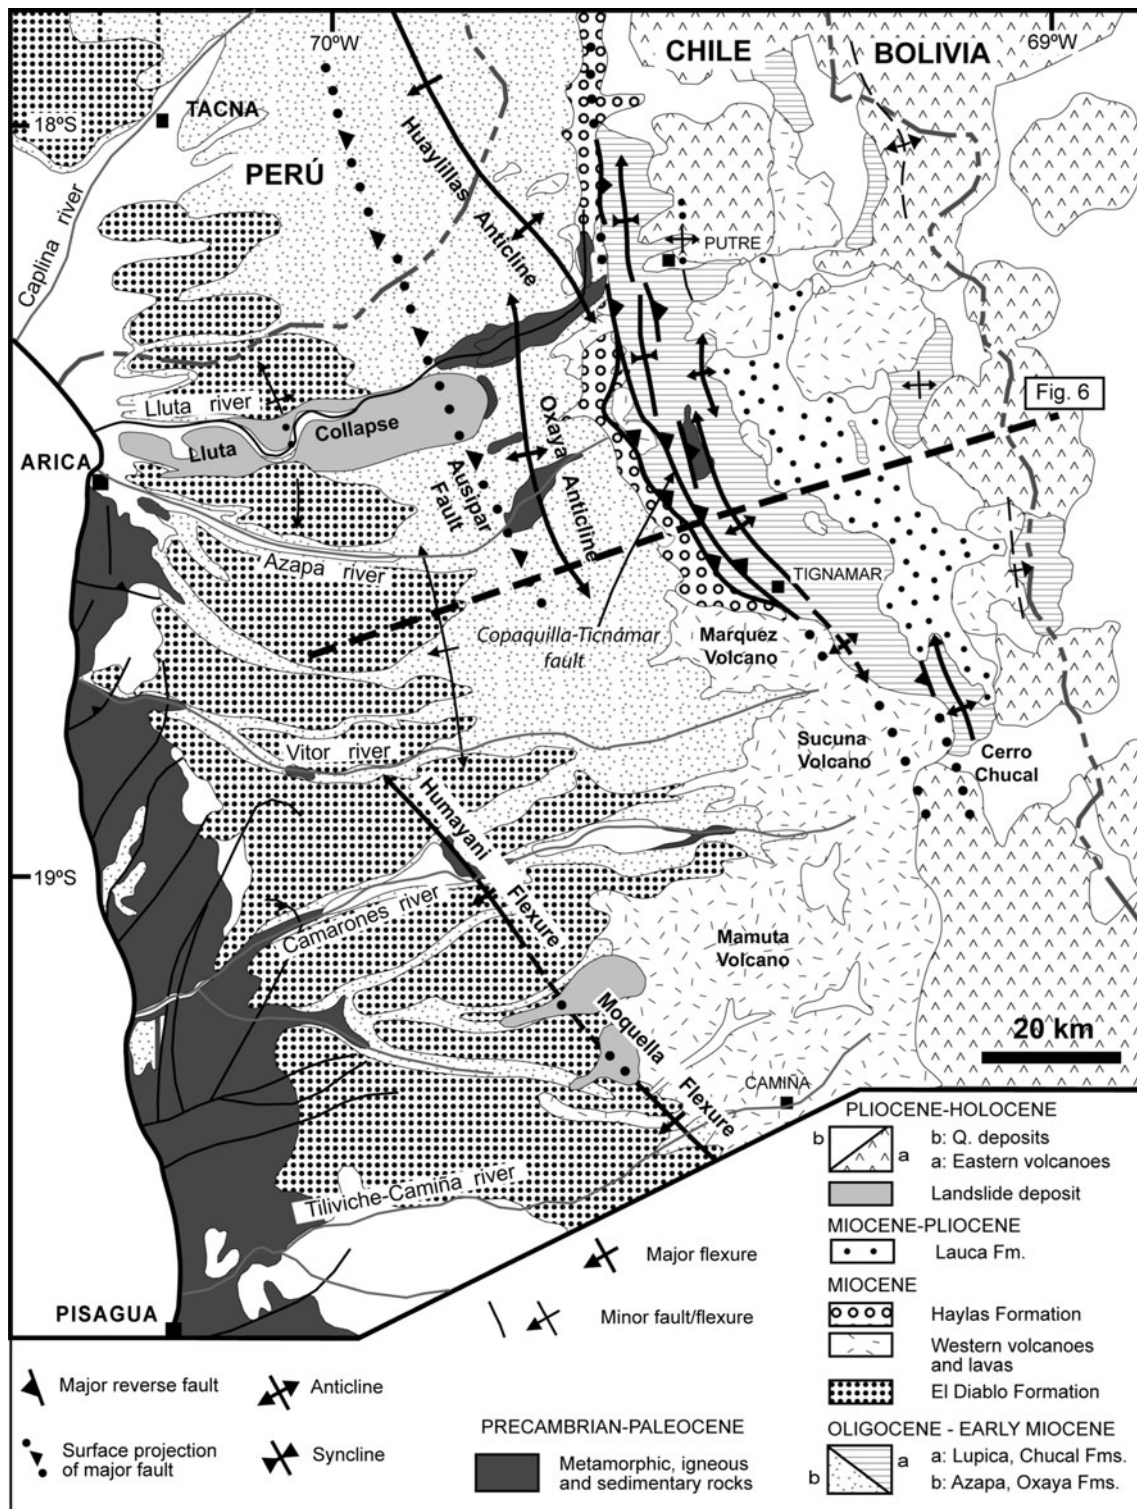 70ºW
CHILE
BOLIVIA
69ºW
TACNA
18ºS
PERÚ
Caplina river
Huaylillas
Anticline
PUTRE
Fig. 6
Lluta river
Lluta
Collapse
ARICA
Oxaya
Anticline
Ausipar
Fault
Azapa river
TIGNAMAR
Copaquilla-Ticnámar
fault
Marquez
Volcano
Vitor river
Sucuna
Volcano
Cerro
Chucal
Humayani
Flexure
19ºS
Camarones river
Mamuta
Volcano
Moquella
Flexure
20 km
CAMIÑA
Tiliviche-Camiña river
PISAGUA
PLIOCENE-HOLOCENE
b
a
b: Q. deposits
a: Eastern volcanoes
Landslide deposit
MIOCENE-PLIOCENE
Lauca Fm.
MIOCENE
Haylas Formation
Western volcanoes
and lavas
El Diablo Formation
OLIGOCENE - EARLY MIOCENE
a
b
a: Lupica, Chucal Fms.
b: Azapa, Oxaya Fms.
Major flexure
Minor fault/flexure
Major reverse fault
Anticline
Surface projection
of major fault
Syncline
PRECAMBRIAN-PALEOCENE
Metamorphic, igneous
and sedimentary rocks